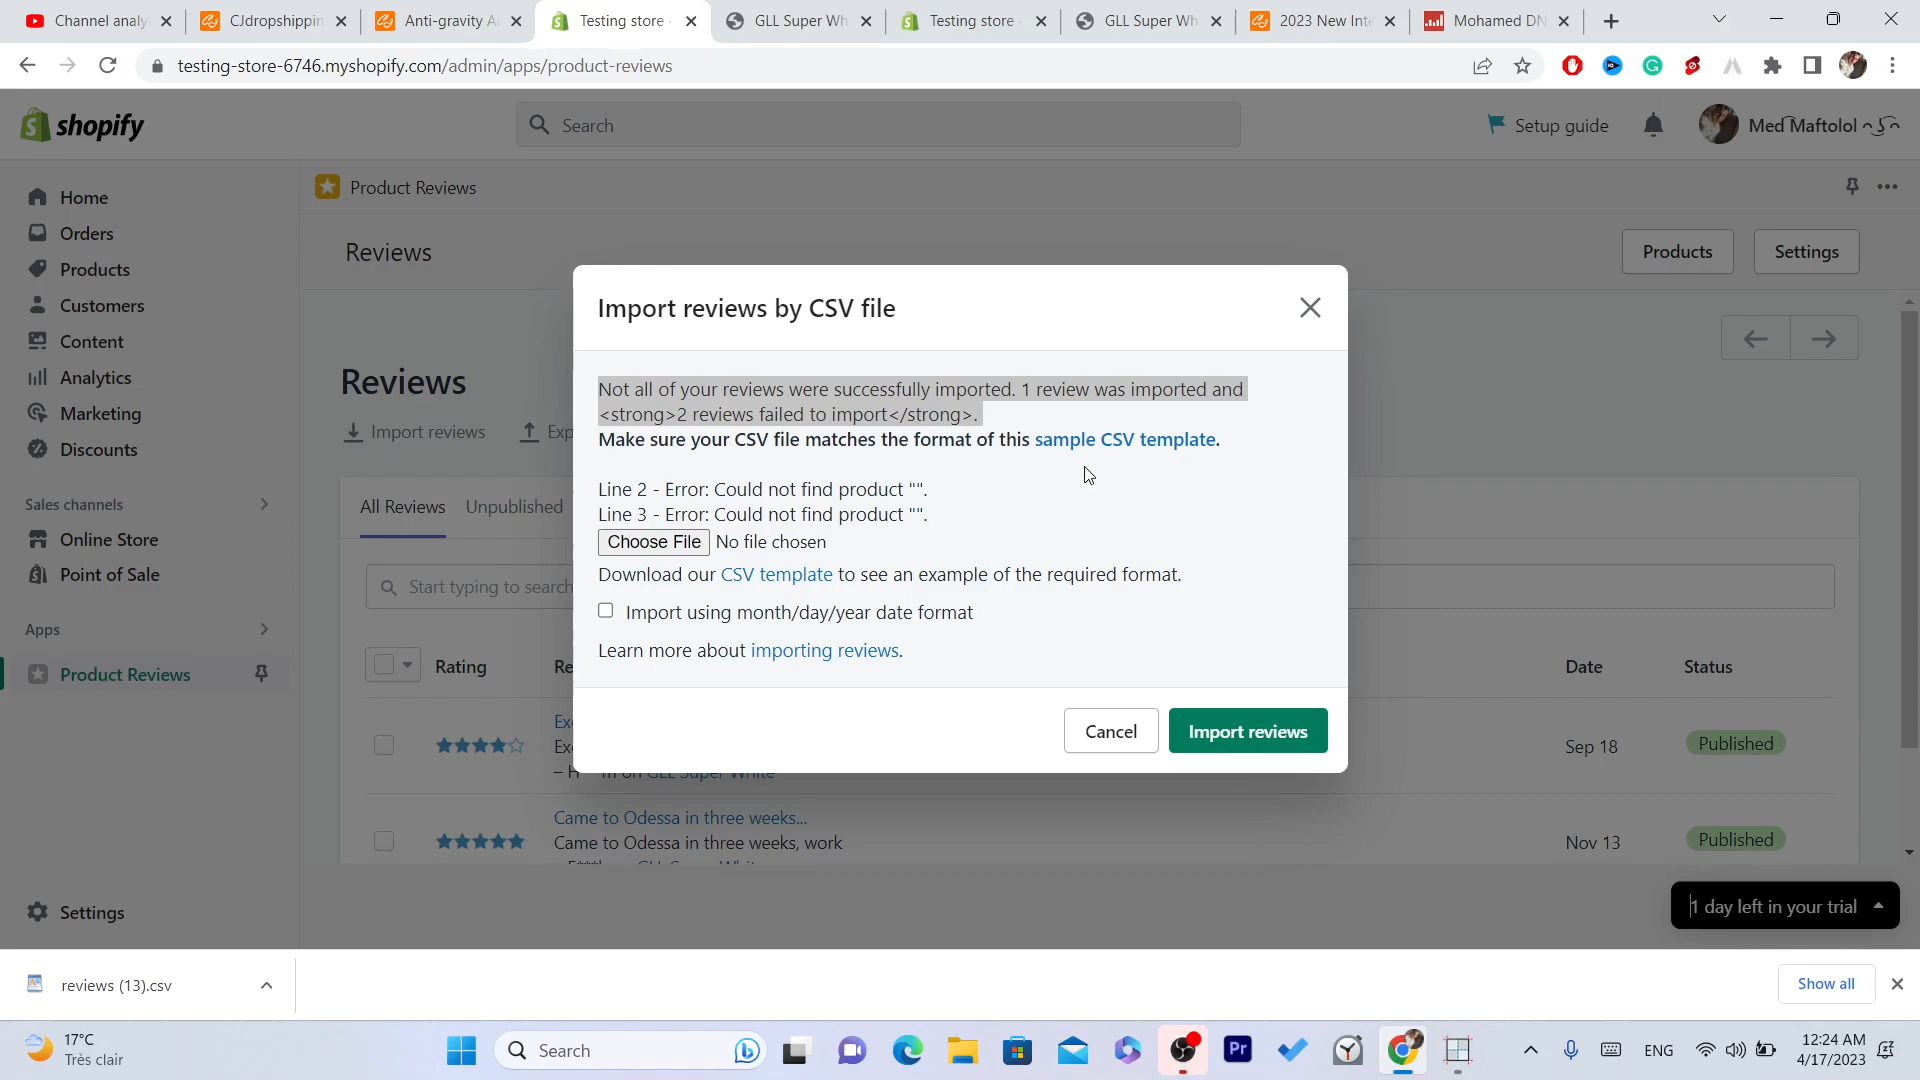 Channel analy
CJdropshippin
Anti-gravity Ai
Testing store
GLL Super Wh
Testing store
GLL Super Wh
2023 New Inte
Mohamed DN
testing-store-6746.myshopify.com/admin/apps/product-reviews
shopify
Search
Setup guide
Home
Orders
Products
Customers
Content
Analytics
Marketing
Discounts
Sales channels
Online Store
Point of Sale
Apps
Product Reviews
Settings
Product Reviews
Reviews
Products
Settings
Reviews
Import reviews
Exp
All Reviews
Unpublished
Start typing to search
Rating
Re
Date
Status
Import reviews by CSV file
Not all of your reviews were successfully imported. 1 review was imported and
<strong>2 reviews failed to import</strong>.
Make sure your CSV file matches the format of this sample CSV template.
Line 2 - Error: Could not find product "".
Line 3 - Error: Could not find product "".
Choose File No file chosen
Download our CSV template to see an example of the required format.
Import using month/day/year date format
Learn more about importing reviews.
Cancel
Import reviews
Sep 18
Published
Came to Odessa in three weeks...
Came to Odessa in three weeks, work
Nov 13
Published
1 day left in your trial
reviews (13).csv
Show all
17°C
Très clair
Search
Pr
ENG
12:24 AM
4/17/2023